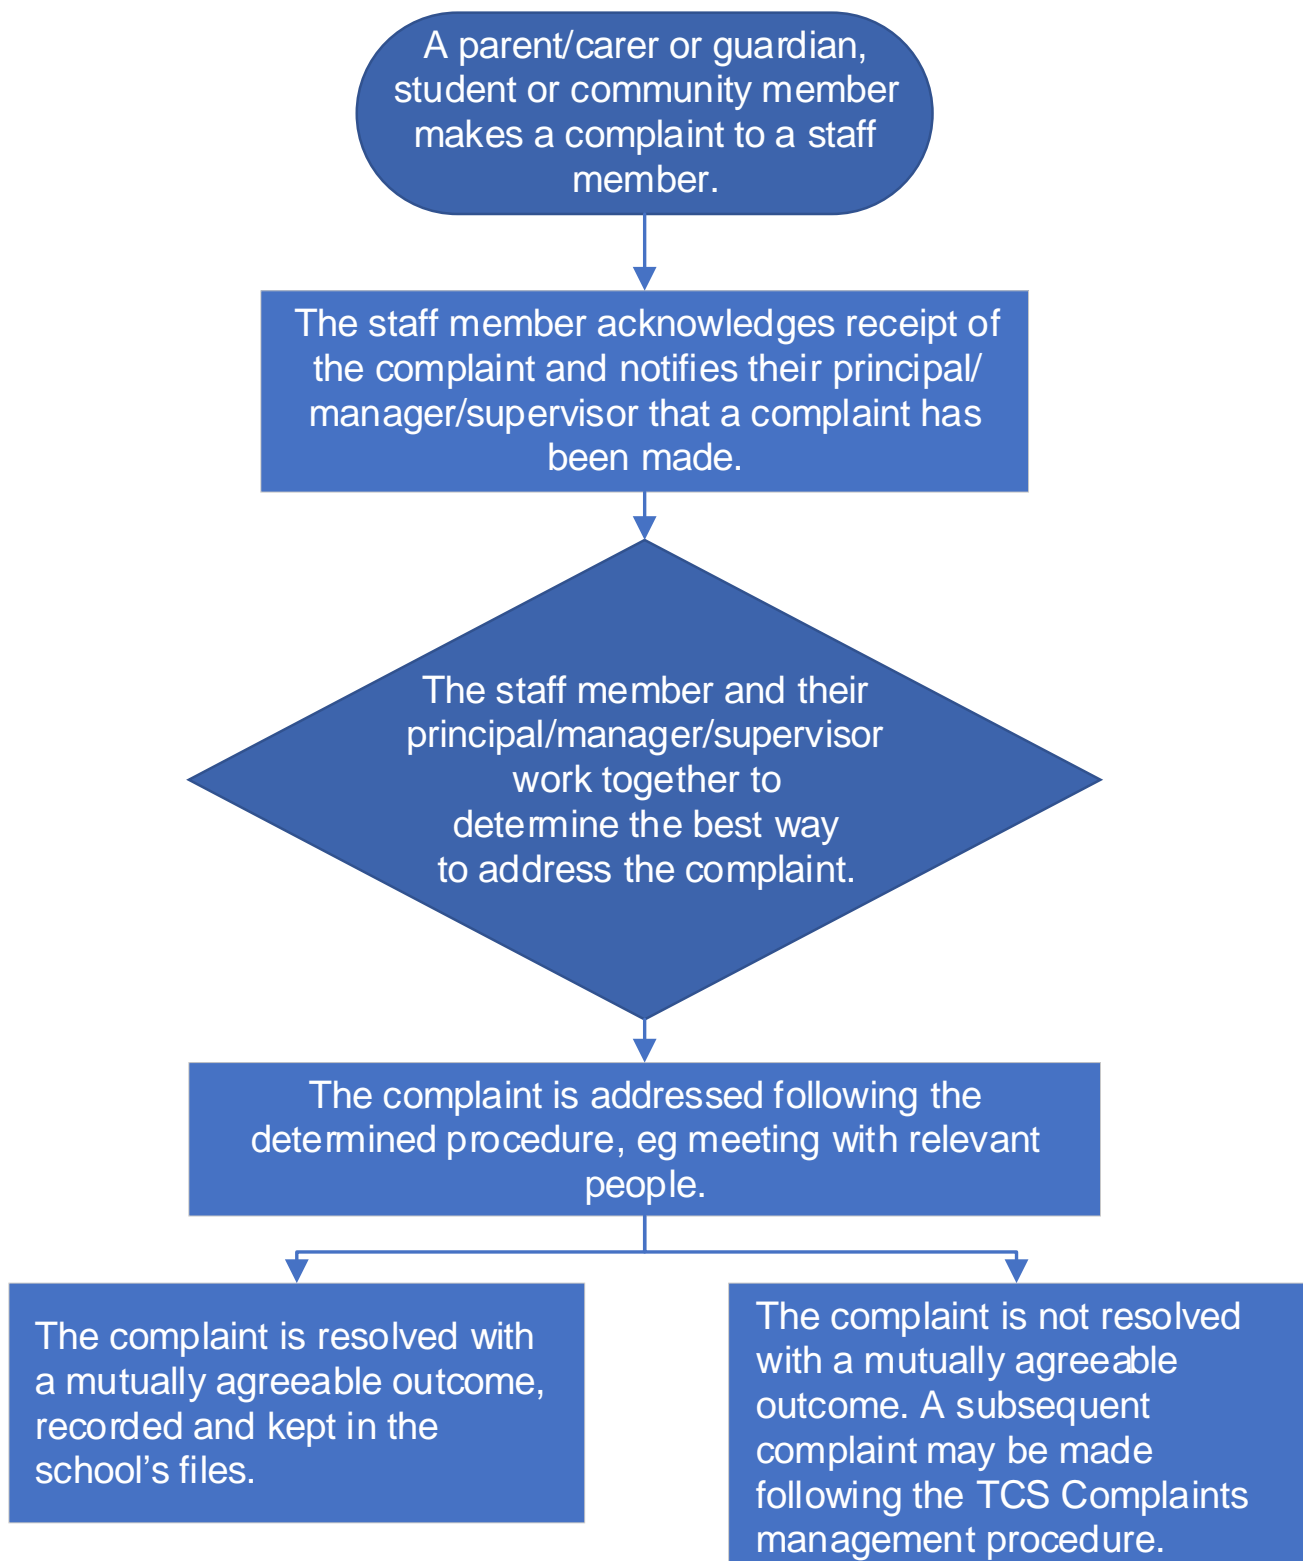 A parent/carer or guardian,
student or community member
makes a complaint to a staff
member.
The staff member acknowledges receipt of
the complaint and notifies their principal/
manager/supervisor that a complaint has
been made.
The staff member and their
principal/manager/supervisor
work together to
determine the best way
to address the complaint.
The complaint is addressed following the
determined procedure, eg meeting with relevant
people.
The complaint is resolved with
a mutually agreeable outcome,
recorded and kept in the
school’s files.
The complaint is not resolved
with a mutually agreeable
outcome. A subsequent
complaint may be made
following the TCS Complaints
management procedure.